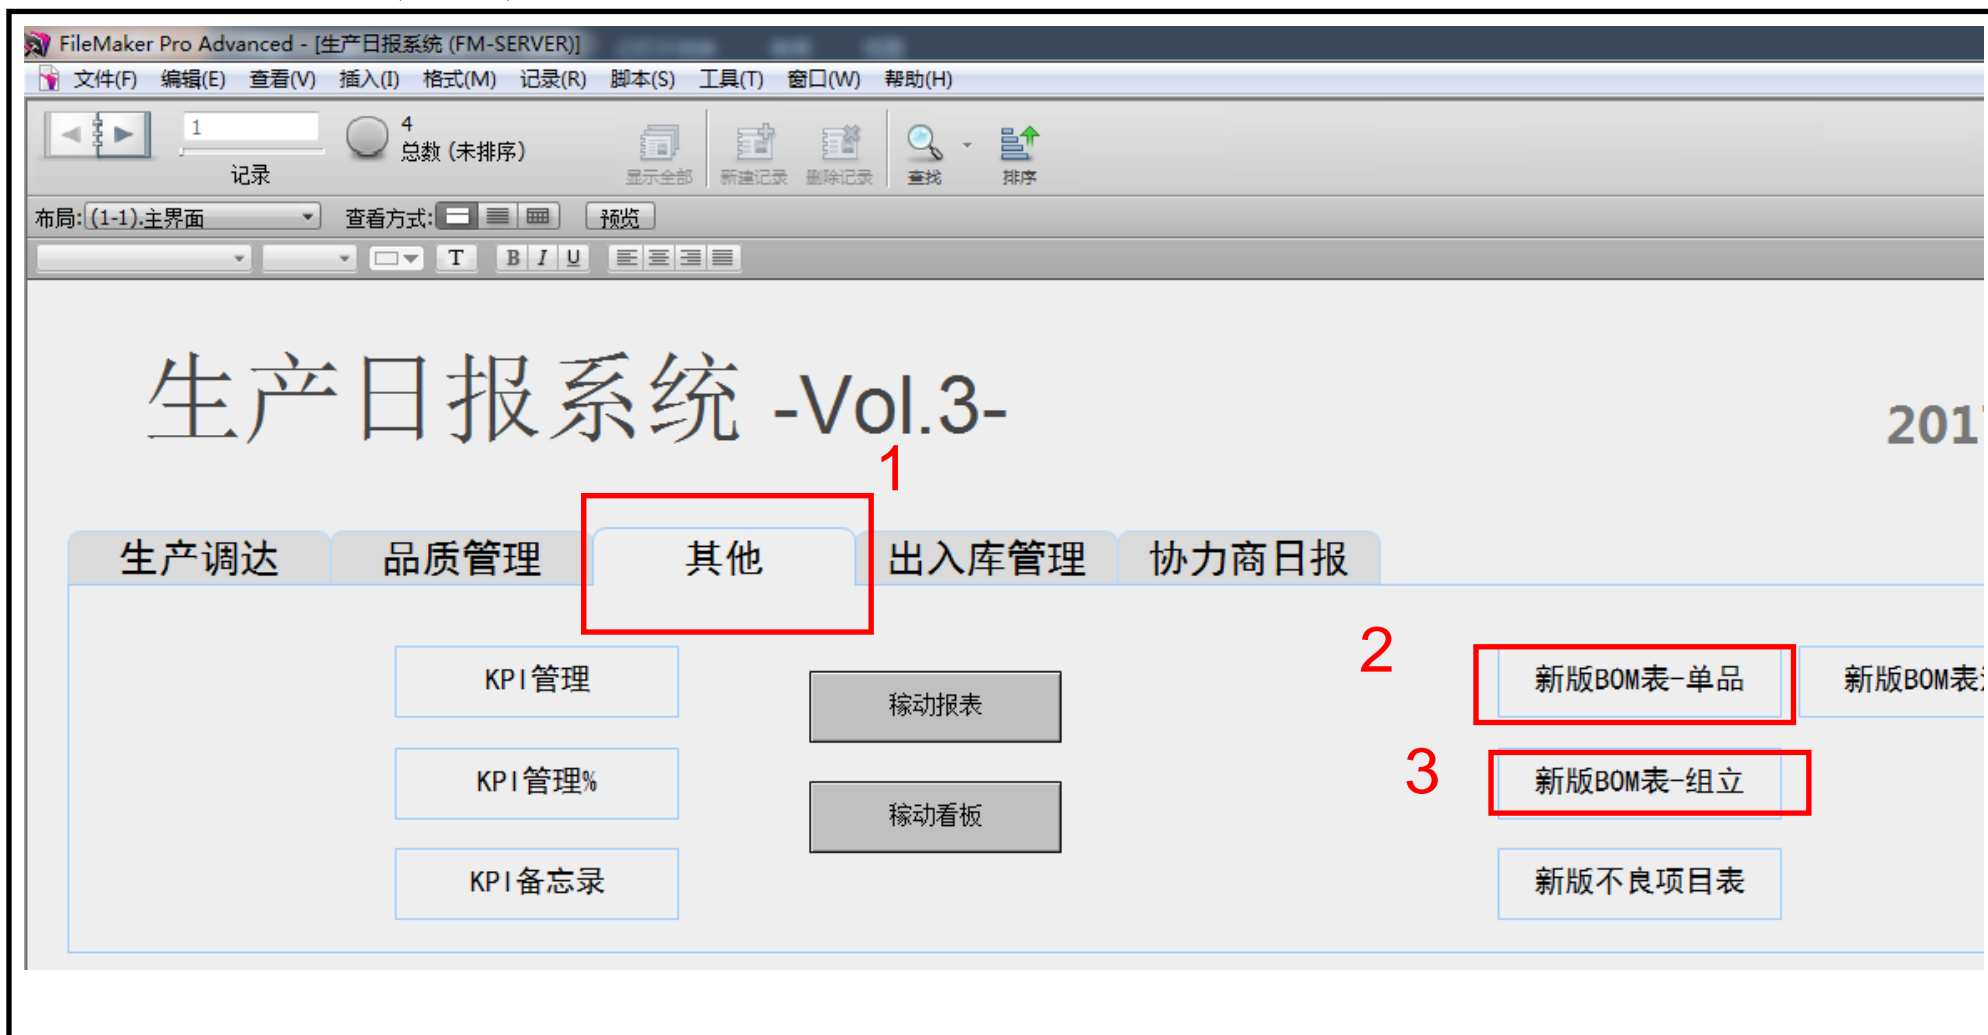 FileMaker Pro Advanced - [生产日报系统 (FM-SERVER)]
文件(F) 编辑(E) 查看(V) 插入(I) 格式(M) 记录(R) 脚本(S) 工具(T) 窗口(W) 帮助(H)
1
记录
4
总数 (未排序)
显示全部 新建记录 删除记录 查找 排序
布局: (1-1).主界面 查看方式: 预览
T B I U
生产日报系统 -Vol.3-
201
1
生产调达 品质管理 其他 出入库管理 协力商日报
2
KPI管理 稼动报表 新版BOM表-单品 新版BOM表
3
KPI管理% 稼动看板 新版BOM表-组立
KPI备忘录 新版不良项目表